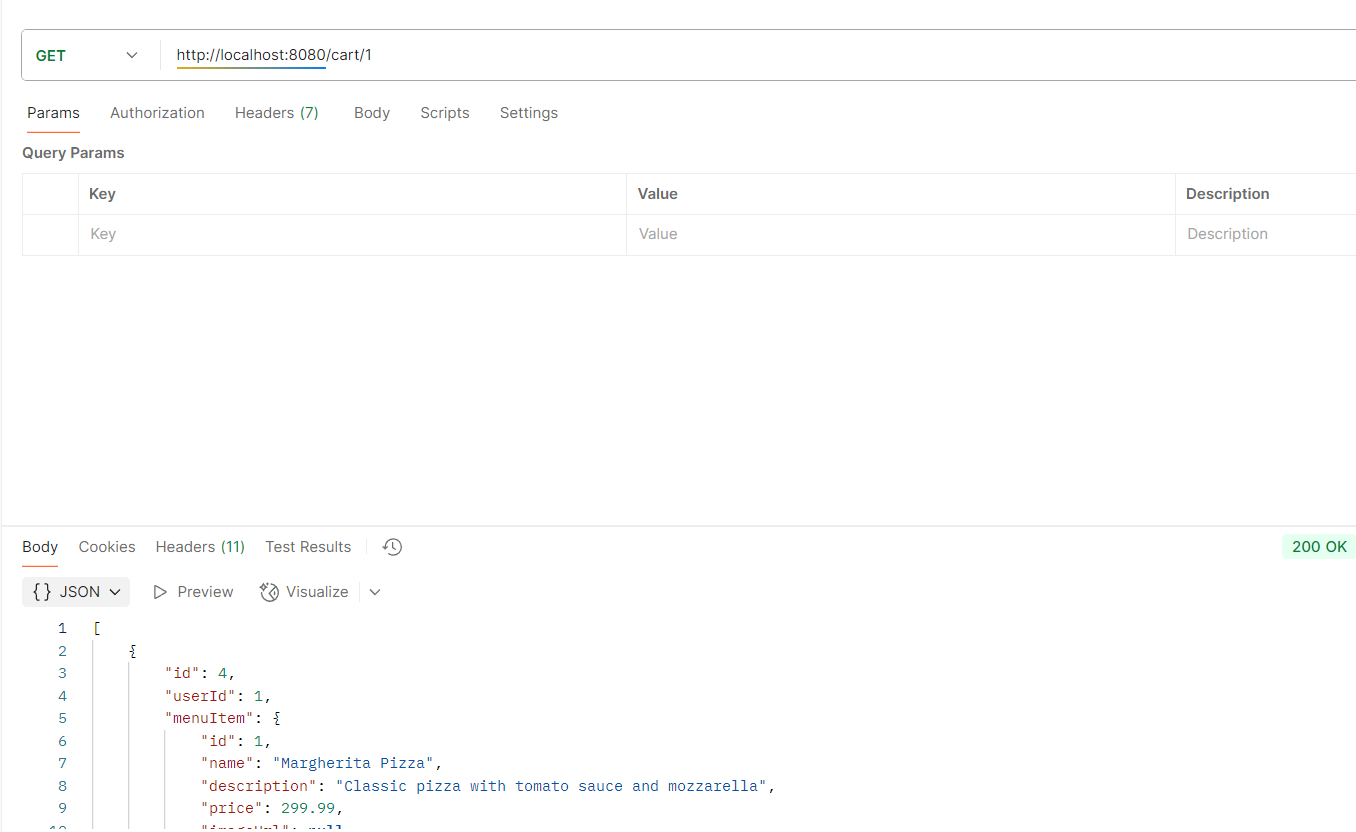 GET http://localhost:8080/cart/1
Params Authorization Headers (7) Body Scripts Settings
Query Params
Key Value Description
Key Value Description
Body Cookies Headers (11) Test Results 200 OK
{} JSON Preview Visualize
1 [
2 {
3 "id": 4,
4 "userId": 1,
5 "menuItem": {
6 "id": 1,
7 "name": "Margherita Pizza",
8 "description": "Classic pizza with tomato sauce and mozzarella",
9 "price": 299.99,
10 "imageUrl": null